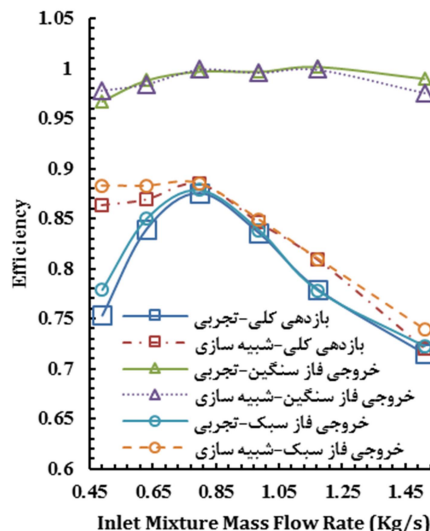 1.05
1
0.95
0.9
0.85
0.8
0.75
0.7
0.65
0.6
Efficiency
بازدهی کلی-تجربی
بازدهی کلی-شبیه سازی
خروجی فاز سنگین-تجربی
خروجی فاز سنگین-شبیه سازی
خروجی فاز سبک-تجربی
خروجی فاز سبک-شبیه سازی
0.45 0.65 0.85 1.05 1.25 1.45
Inlet Mixture Mass Flow Rate (Kg/s)